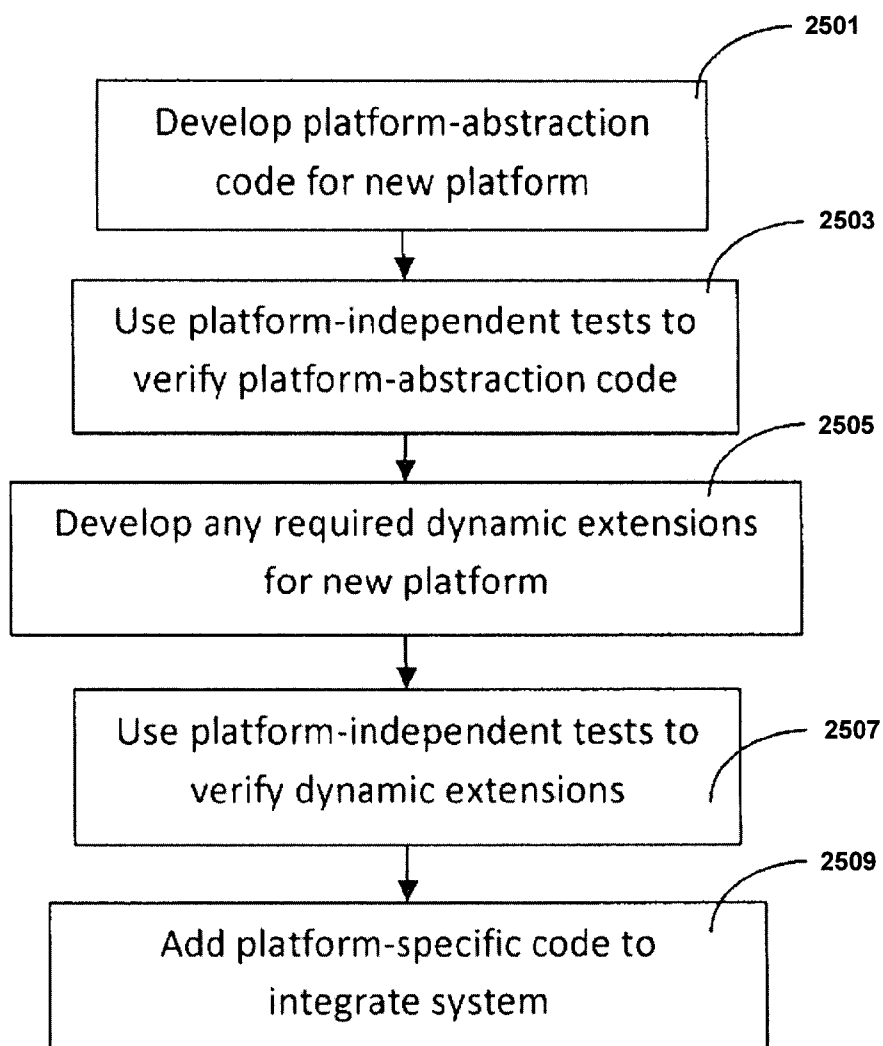 2501
Develop platform-abstraction
code for new platform
2503
Use platform-independent tests to
verify platform-abstraction code
2505
Develop any required dynamic extensions
for new platform
2507
Use platform-independent tests to
verify dynamic extensions
2509
Add platform-specific code to
integrate system